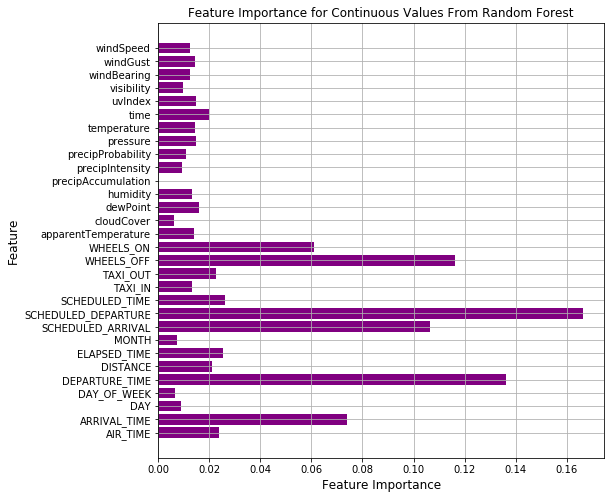 Feature Importance for Continuous Values From Random Forest
windSpeed
windGust
windBearing
visibility
uvIndex
time
temperature
pressure
precipProbability
precipIntensity
precipAccumulation
humidity
dewPoint
cloudCover
apparentTemperature
WHEELS_ON
WHEELS_OFF
TAXI_OUT
TAXI_IN
SCHEDULED_TIME
SCHEDULED_DEPARTURE
SCHEDULED_ARRIVAL
MONTH
ELAPSED_TIME
DISTANCE
DEPARTURE_TIME
DAY_OF_WEEK
DAY
ARRIVAL_TIME
AIR_TIME
Feature
0.00 0.02 0.04 0.06 0.08 0.10 0.12 0.14 0.16
Feature Importance